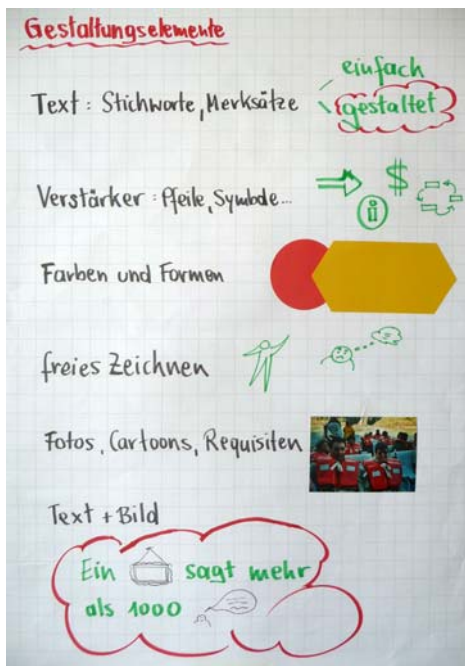 Gestaltungselemente
einfach
Text: Stichworte, Merksätze gestaltet
Verstärker: Pfeile, Symbole... $ i
Farben und Formen
freies Zeichnen
Fotos, Cartoons, Requisiten
Text + Bild
Ein sagt mehr
als 1000